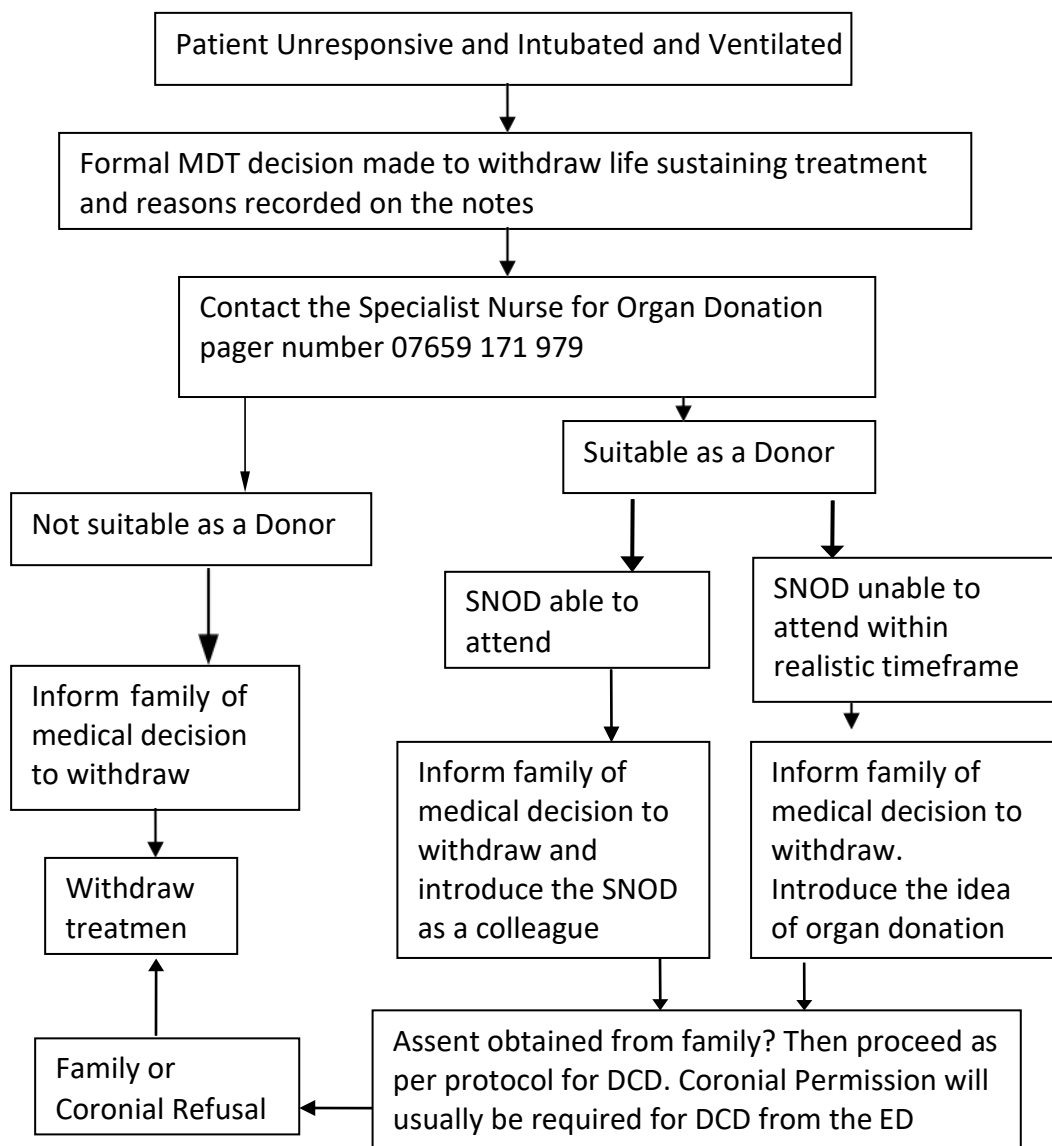 Patient Unresponsive and Intubated and Ventilated
Formal MDT decision made to withdraw life sustaining treatment
and reasons recorded on the notes
Contact the Specialist Nurse for Organ Donation
pager number 07659 171 979
Suitable as a Donor
Not suitable as a Donor
SNOD able to
attend
SNOD unable to
attend within
realistic timeframe
Inform family of
medical decision
to withdraw
Inform family of
medical decision to
withdraw and
introduce the SNOD
as a colleague
Inform family of
medical decision to
withdraw.
Introduce the idea
of organ donation
Withdraw
treatmen
Family or
Coronial Refusal
Assent obtained from family? Then proceed as
per protocol for DCD. Coronial Permission will
usually be required for DCD from the ED